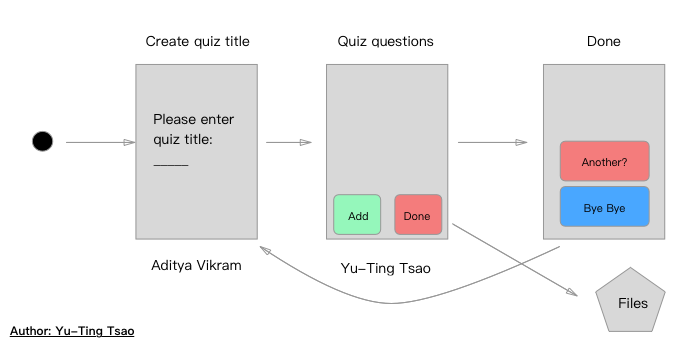 Create quiz title
Quiz questions
Done
Please enter
quiz title:
_____
Another?
Bye Bye
Add
Done
Aditya Vikram
Yu-Ting Tsao
Files
Author: Yu-Ting Tsao